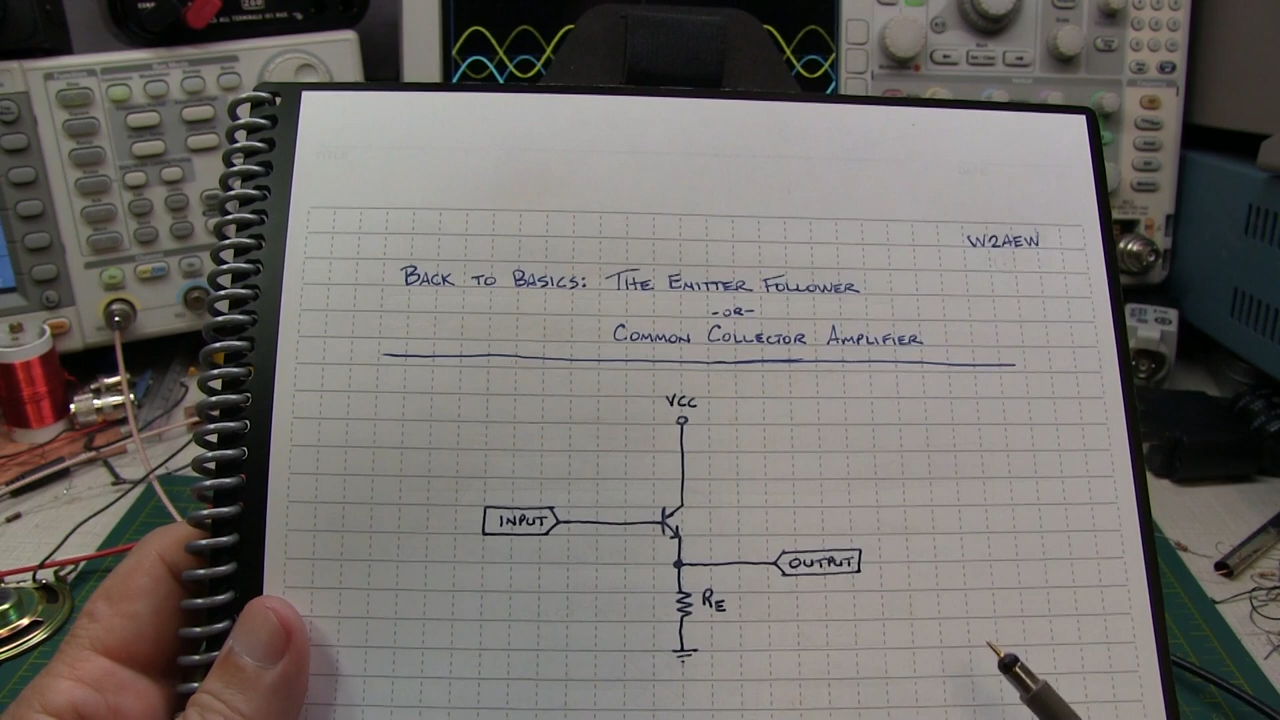 W2AEW
BACK TO BASICS: THE EMITTER FOLLOWER
-OR-
COMMON COLLECTOR AMPLIFIER
VCC
INPUT
OUTPUT
RE